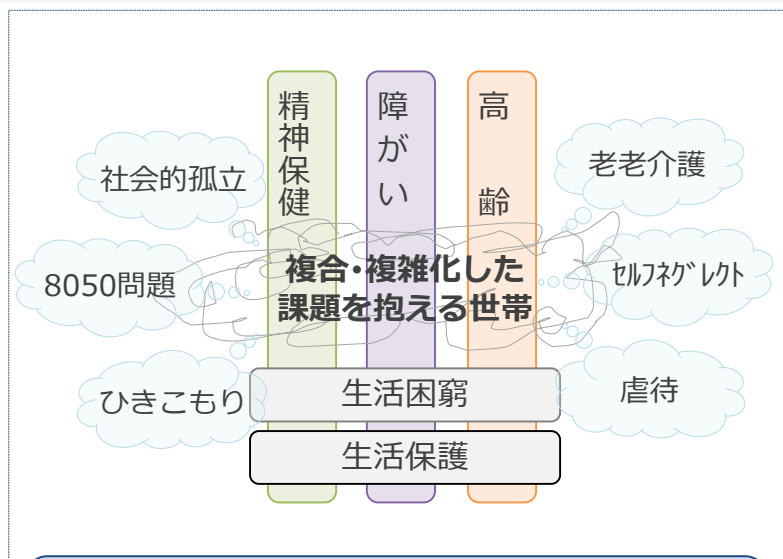 精神保健
障がい
高 齢
社会的孤立
老老介護
8050問題
複合・複雑化した
課題を抱える世帯
ｾﾙﾌﾈｸﾞﾚｸﾄ
ひきこもり
生活困窮
虐待
生活保護